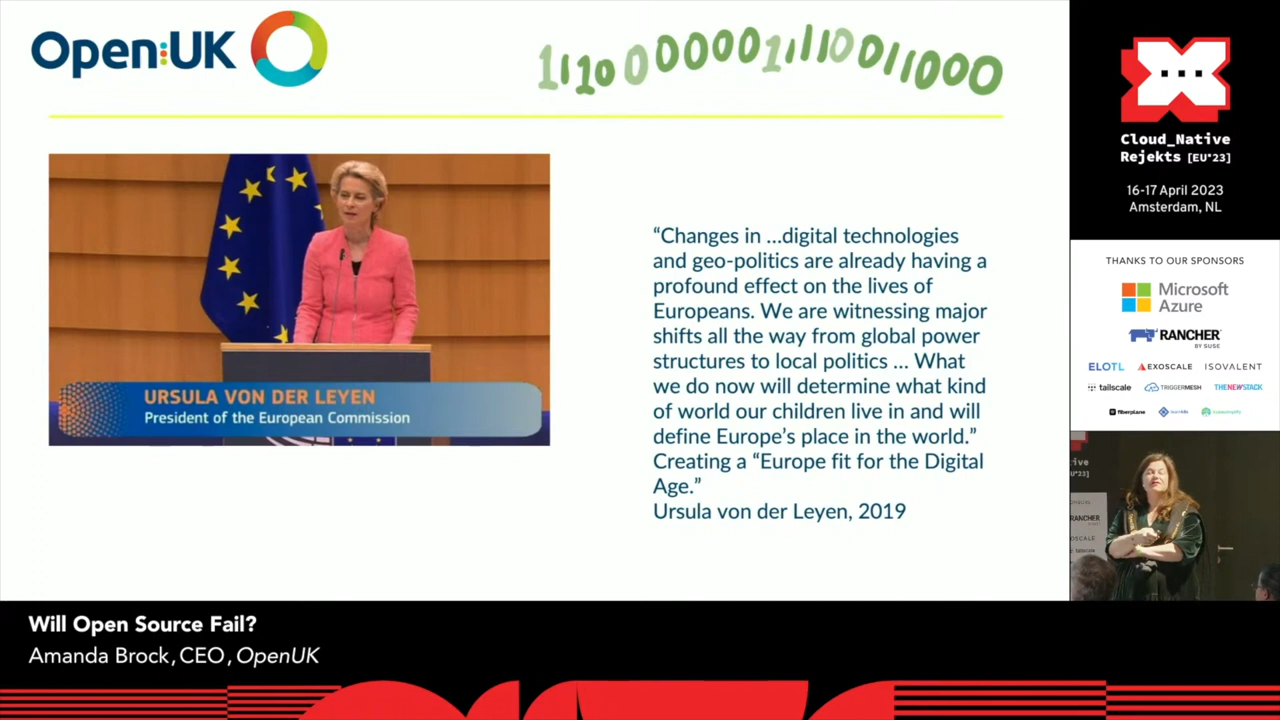 Open:UK
1110 000001111001111000
“Changes in ...digital technologies
and geo-politics are already having a
profound effect on the lives of
Europeans. We are witnessing major
shifts all the way from global power
structures to local politics ... What
we do now will determine what kind
of world our children live in and will
define Europe’s place in the world.”
Creating a “Europe fit for the Digital
Age.”
Ursula von der Leyen, 2019
URSULA VON DER LEYEN
President of the European Commission
Cloud_Native
Rejekts [EU*23]
16-17 April 2023
Amsterdam, NL
THANKS TO OUR SPONSORS
Microsoft
Azure
RANCHER
BY SUSE
ELOTL EXOSCALE ISOVALENT
tailscale TRIGGERMESH THENEWSTACK
fiberplane
RANCHER
Will Open Source Fail?
Amanda Brock, CEO, OpenUK